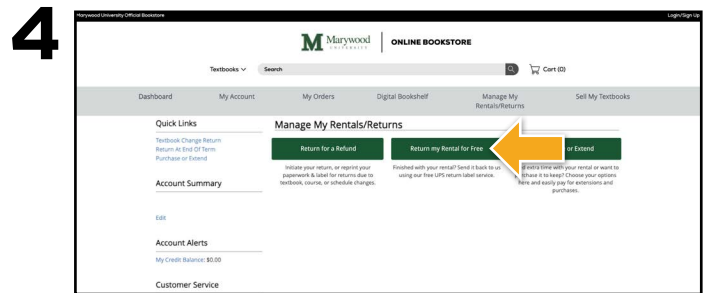 4
Marywood University Official Bookstore
Login/Sign Up
M Marywood UNIVERSITY ONLINE BOOKSTORE
Textbooks Search Cart (0)
Dashboard My Account My Orders Digital Bookshelf Manage My Rentals/Returns Sell My Textbooks
Quick Links
Textbook Change Return
Return At End Of Term
Purchase or Extend
Account Summary
Edit
Account Alerts
My Credit Balance: $0.00
Customer Service
Manage My Rentals/Returns
Return for a Refund
Initiate your return, or reprint your
paperwork & label for returns due to
textbook, course, or schedule changes.
Return my Rental for Free
Finished with your rental? Send it back to us
using our free UPS return label service.
or Extend
extra time with your rental or want to
purchase it to keep? Choose your options
here and easily pay for extensions and
purchases.